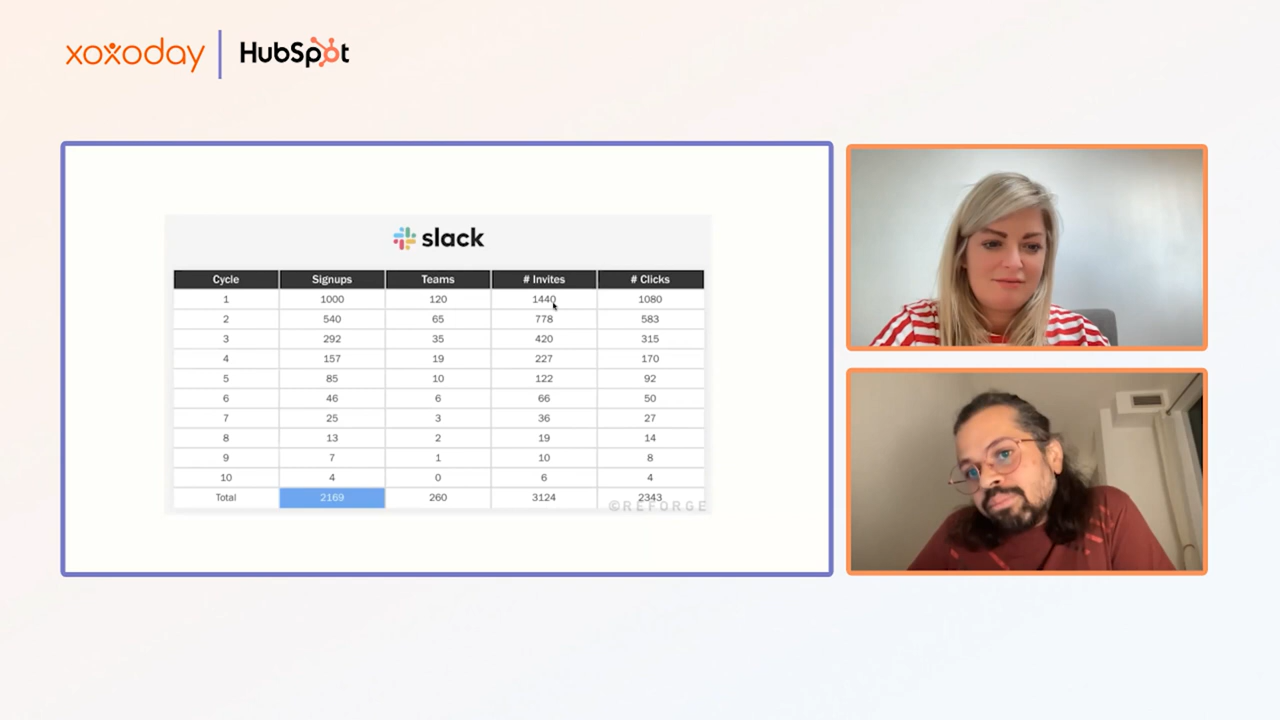 xoxoday | HubSpot
slack
Cycle Signups Teams # Invites # Clicks
1 1000 120 1440 1080
2 540 65 778 583
3 292 35 420 315
4 157 19 227 170
5 85 10 122 92
6 46 6 66 50
7 25 3 36 27
8 13 2 19 14
9 7 1 10 8
10 4 0 6 4
Total 2169 260 3124 2343
©REFORGE